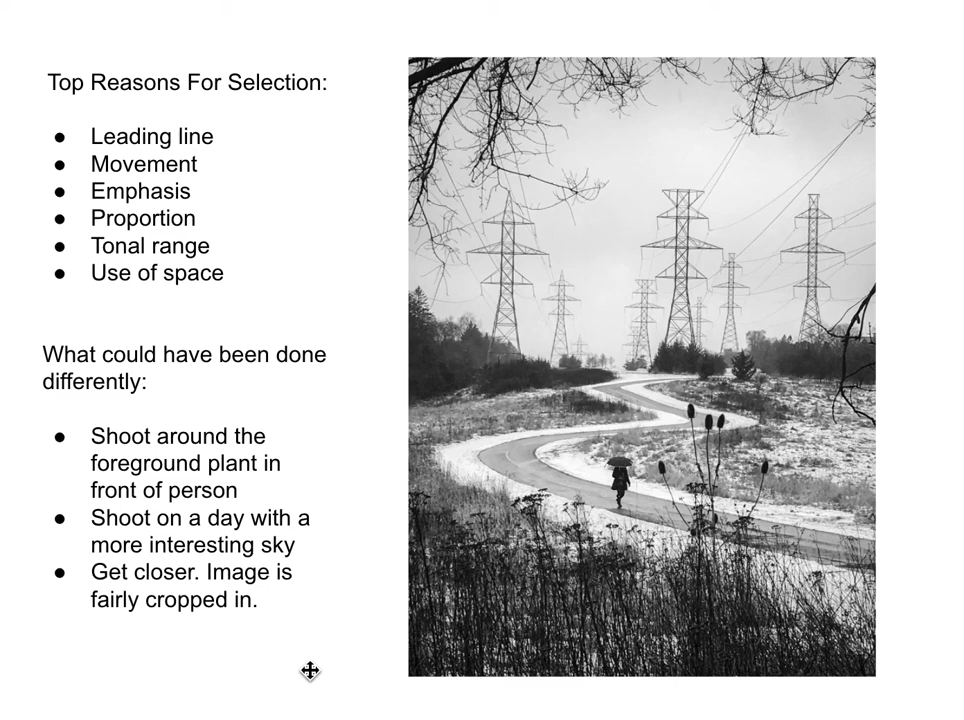 Top Reasons For Selection:
● Leading line
● Movement
● Emphasis
● Proportion
● Tonal range
● Use of space
What could have been done
differently:
● Shoot around the
foreground plant in
front of person
● Shoot on a day with a
more interesting sky
● Get closer. Image is
fairly cropped in.